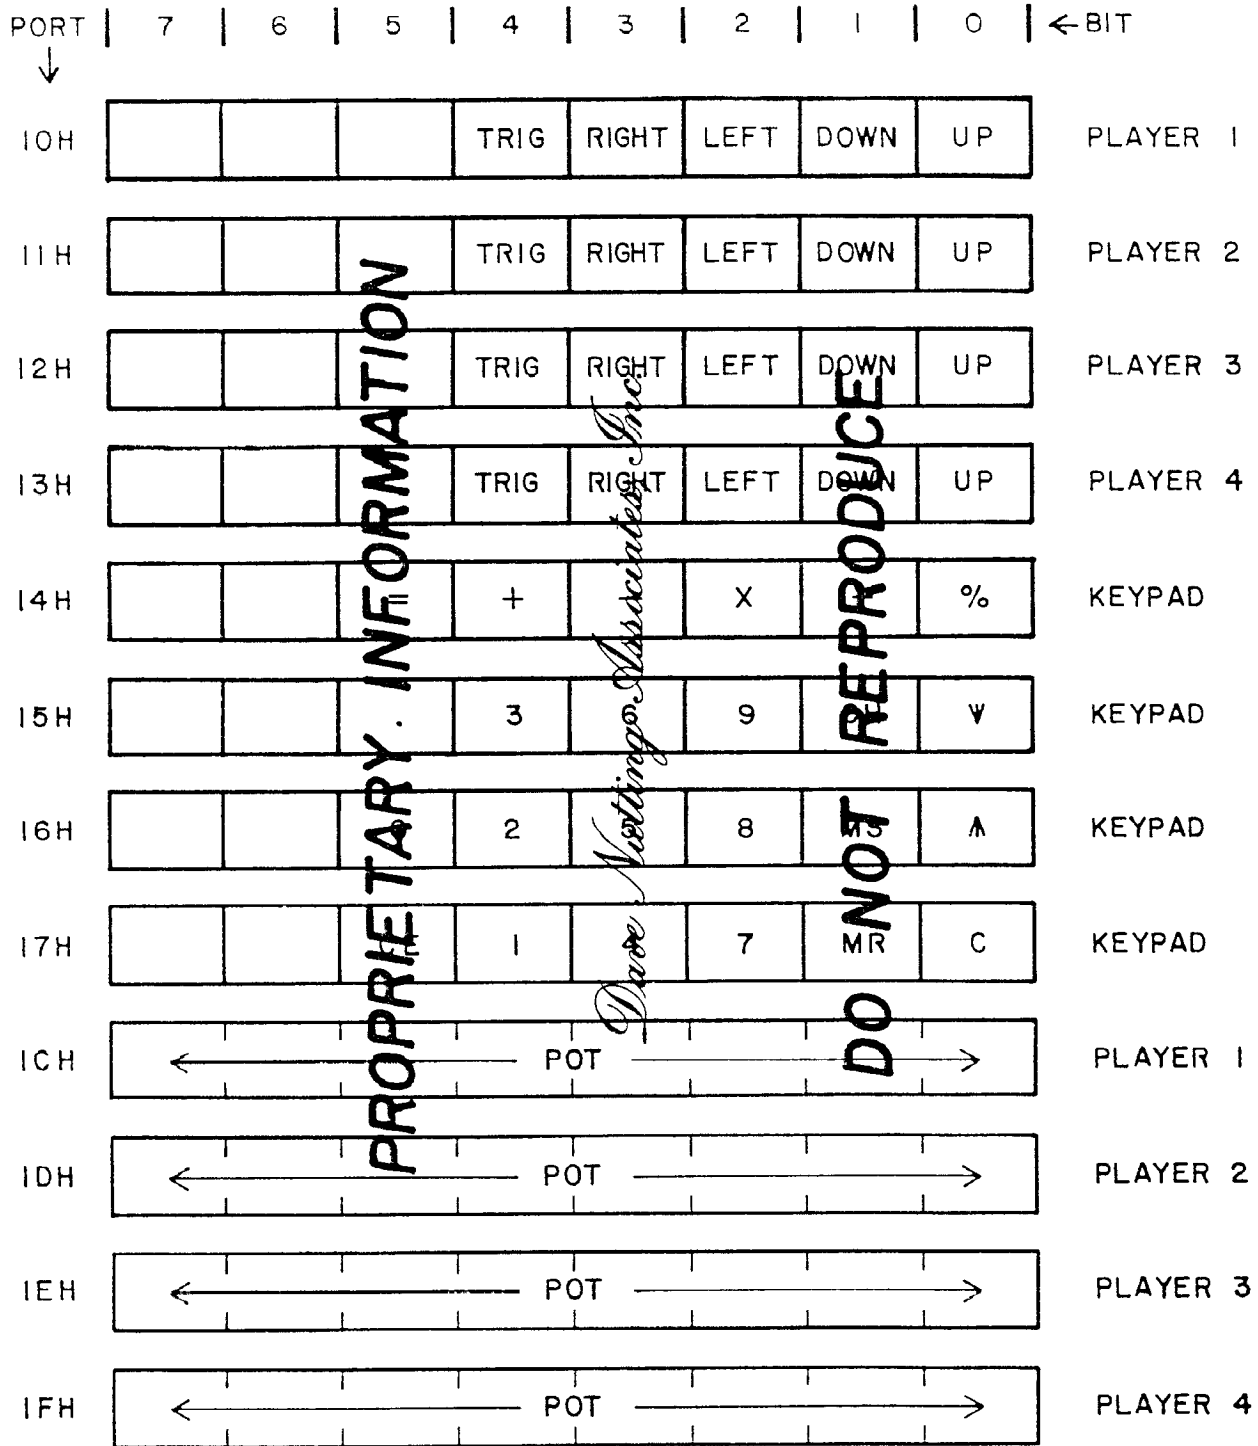 PORT | 7 | 6 | 5 | 4 | 3 | 2 | 1 | 0 | ← BIT
↓
10H TRIG RIGHT LEFT DOWN UP PLAYER 1
11H TRIG RIGHT LEFT DOWN UP PLAYER 2
12H TRIG RIGHT LEFT DOWN UP PLAYER 3
13H TRIG RIGHT LEFT DOWN UP PLAYER 4
14H = + X % KEYPAD
15H 3 9 KEYPAD
16H 2 8 MS KEYPAD
17H 1 7 MR C KEYPAD
1CH ← POT → PLAYER 1
1DH ← POT → PLAYER 2
1EH ← POT → PLAYER 3
1FH ← POT → PLAYER 4
PROPRIETARY. INFORMATION
Dave Nutting Associates, Inc.
DO NOT REPRODUCE